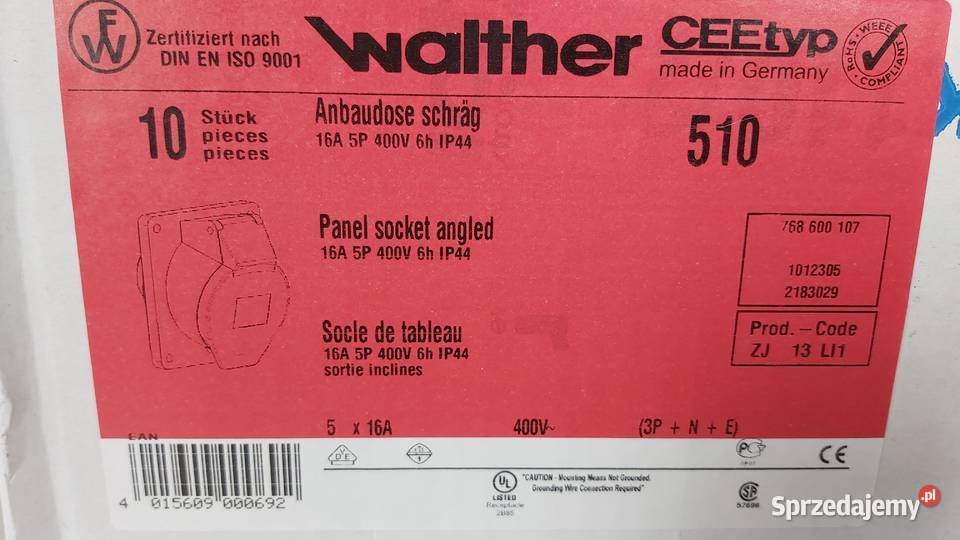 FW
Zertifiziert nach
DIN EN ISO 9001
Walther
CEEtyp
made in Germany
RoHS · WEEE
COMPLIANT
10 Stück
pieces
pieces
Anbaudose schräg
16A 5P 400V 6h IP44
510
Panel socket angled
16A 5P 400V 6h IP44
768 600 107
1012305
2183029
Socle de tableau
16A 5P 400V 6h IP44
sortie inclines
Prod.-Code
ZJ 13 LI1
5 x 16A 400V~ (3P + N + E)
EAN
4 015609 000692
VDE
UL
LISTED
Receptacle
"CAUTION - Mounting Means Not Grounded.
Grounding Wire Connection Required"
CE
Sprzedajemy.pl